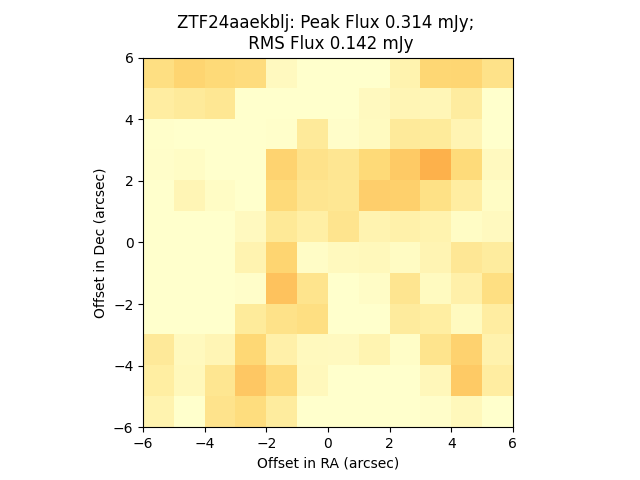 ZTF24aaekblj: Peak Flux 0.314 mJy;
RMS Flux 0.142 mJy
6
4
2
0
−2
−4
−6
Offset in Dec (arcsec)
−6 −4 −2 0 2 4 6
Offset in RA (arcsec)